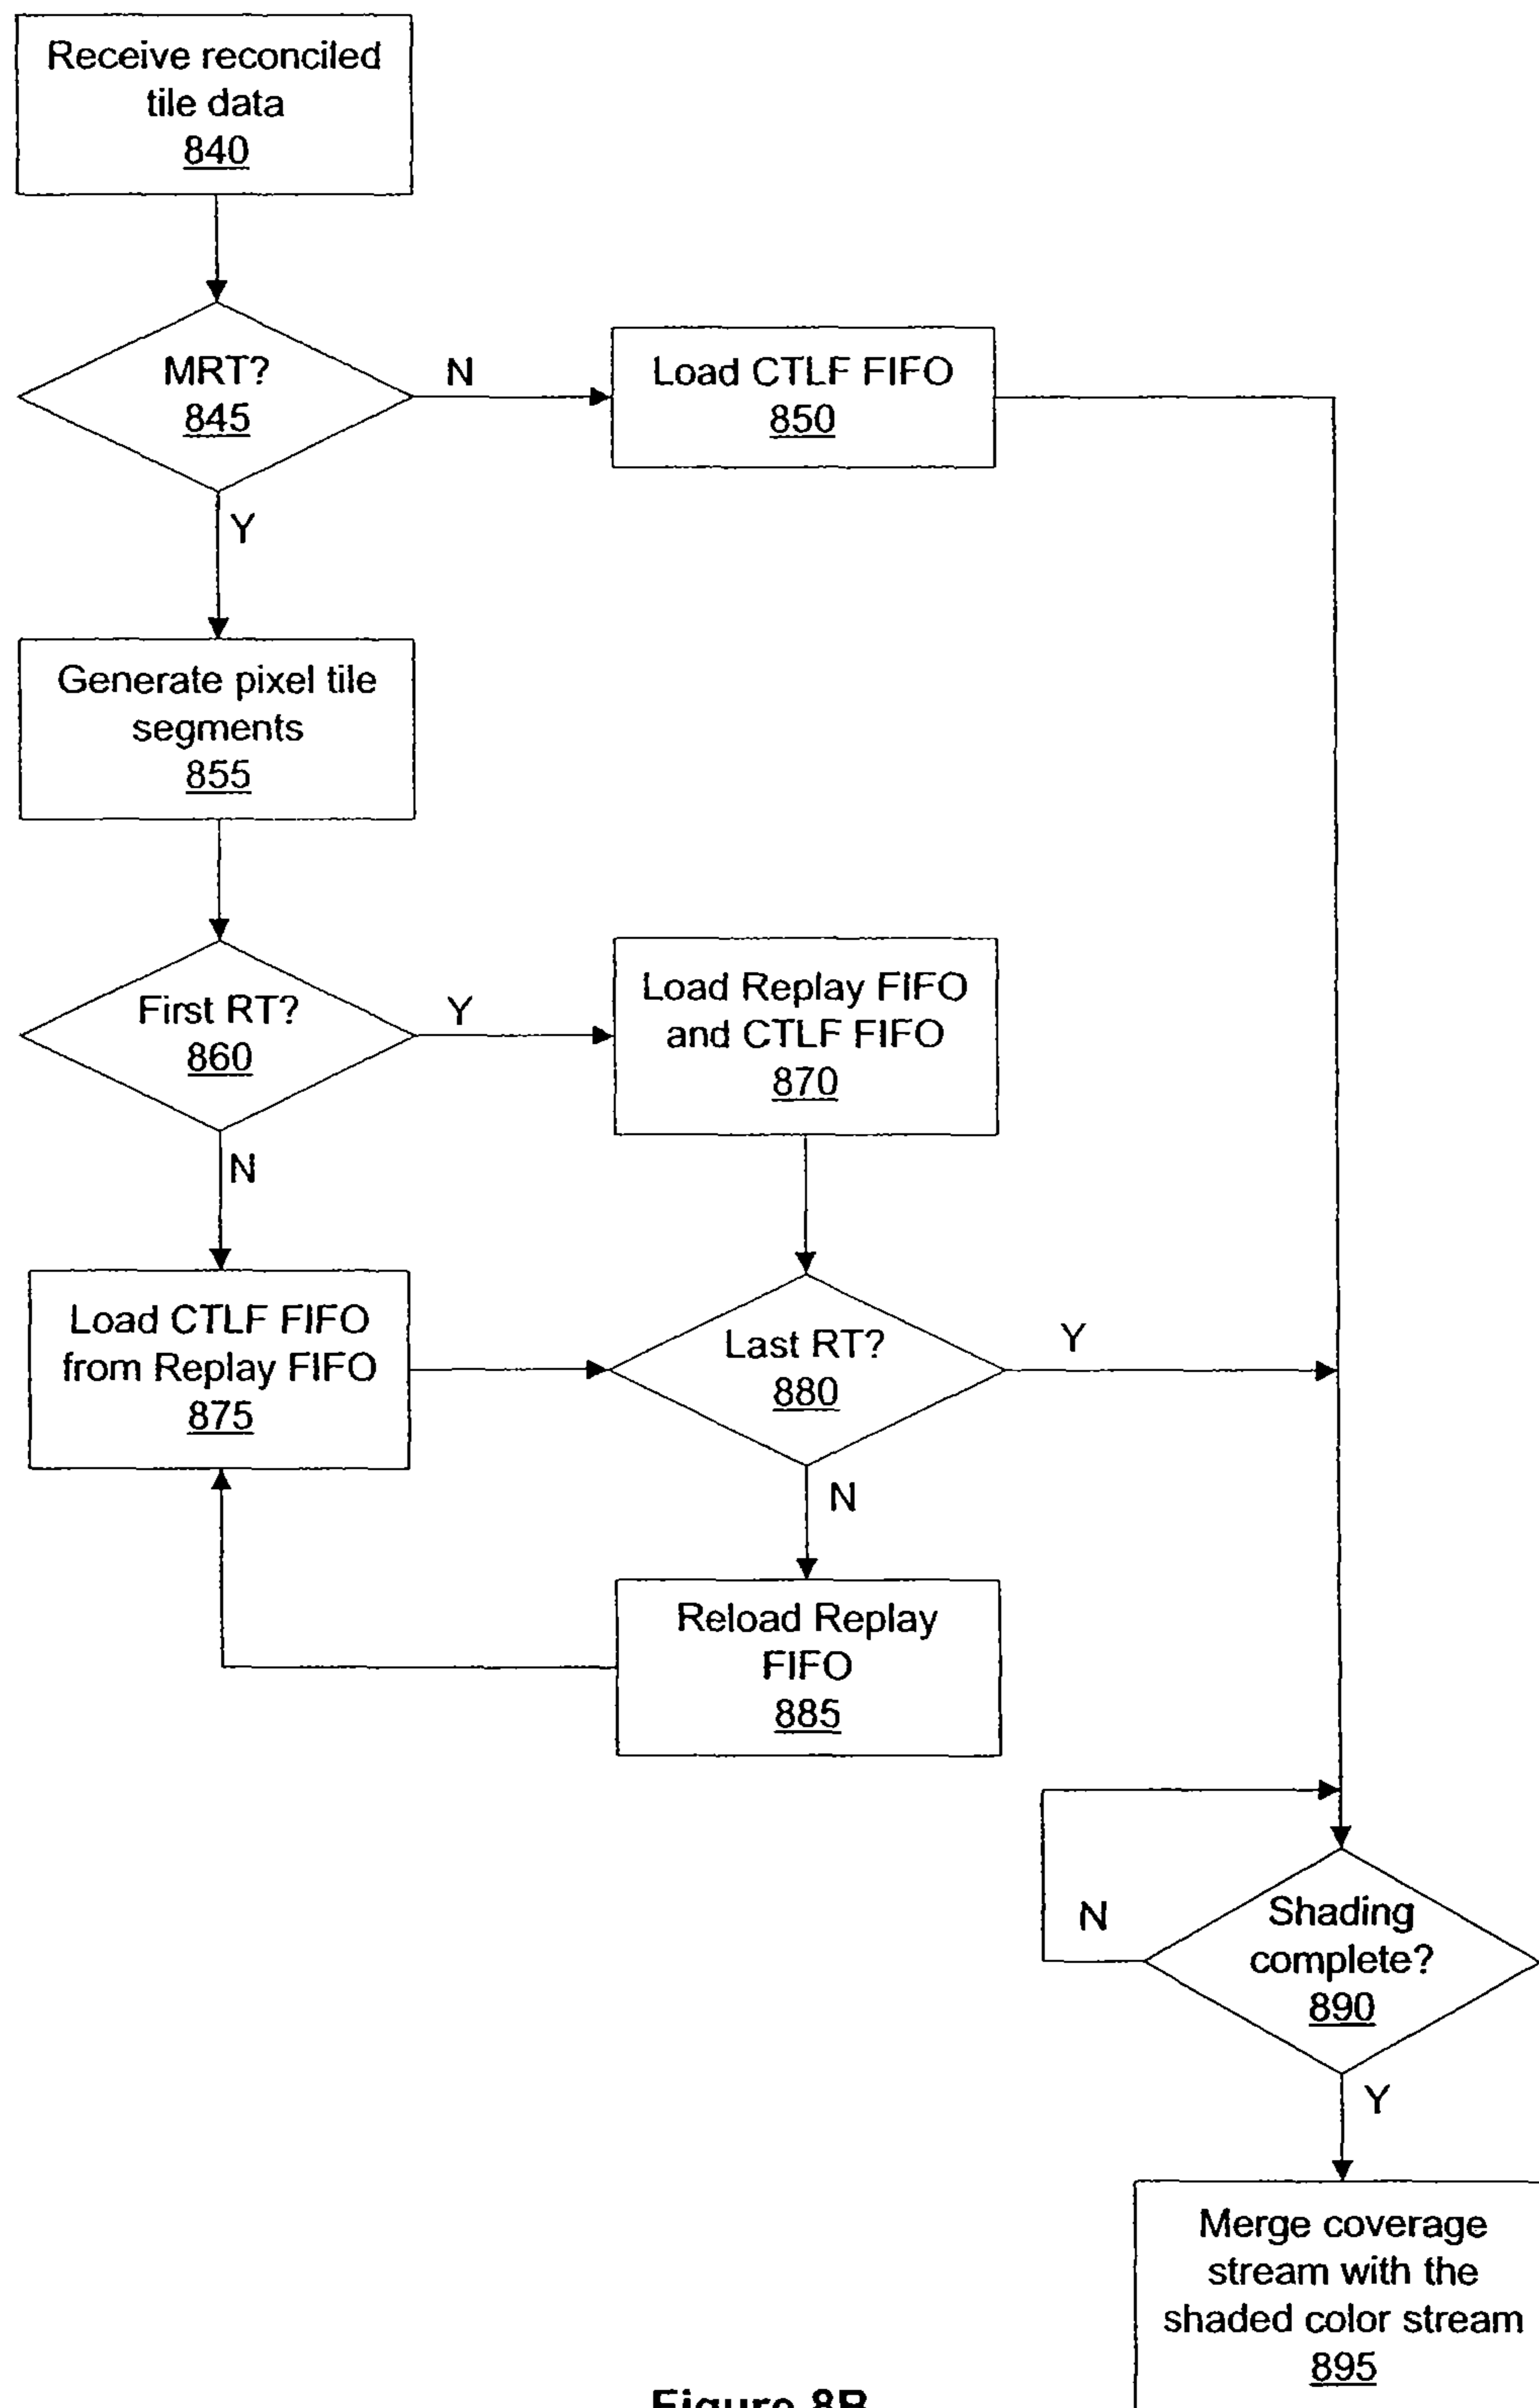 Receive reconciled
tile data
840
MRT?
845
N
Load CTLF FIFO
850
Y
Generate pixel tile
segments
855
First RT?
860
Y
Load Replay FIFO
and CTLF FIFO
870
N
Load CTLF FIFO
from Replay FIFO
875
Last RT?
880
Y
N
Reload Replay
FIFO
885
N
Shading
complete?
890
Y
Merge coverage
stream with the
shaded color stream
895
Figure 8B